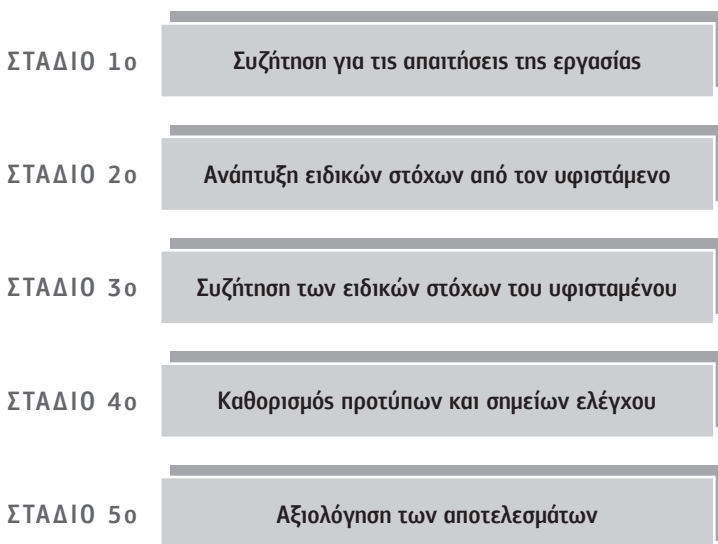 ΣΤΑΔΙΟ 1ο Συζήτηση για τις απαιτήσεις της εργασίας
ΣΤΑΔΙΟ 2ο Ανάπτυξη ειδικών στόχων από τον υφιστάμενο
ΣΤΑΔΙΟ 3ο Συζήτηση των ειδικών στόχων του υφισταμένου
ΣΤΑΔΙΟ 4ο Καθορισμός προτύπων και σημείων ελέγχου
ΣΤΑΔΙΟ 5ο Αξιολόγηση των αποτελεσμάτων